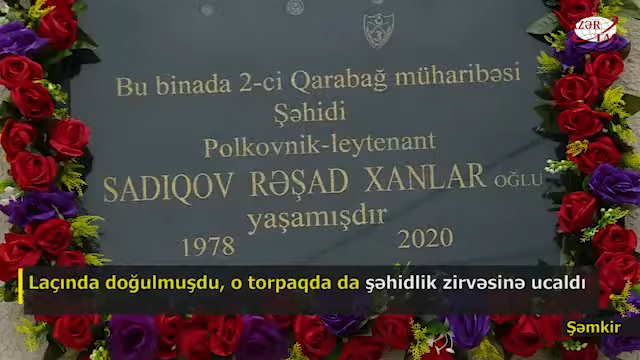 ZƏR
Bu binada 2-ci Qarabağ müharibəsi
Şəhidi
Polkovnik-leytenant
SADIQOV RƏŞAD XANLAR OĞLU
yaşamışdır
1978 2020
Laçında doğulmuşdu, o torpaqda da şəhidlik zirvəsinə ucaldı
Şəmkir